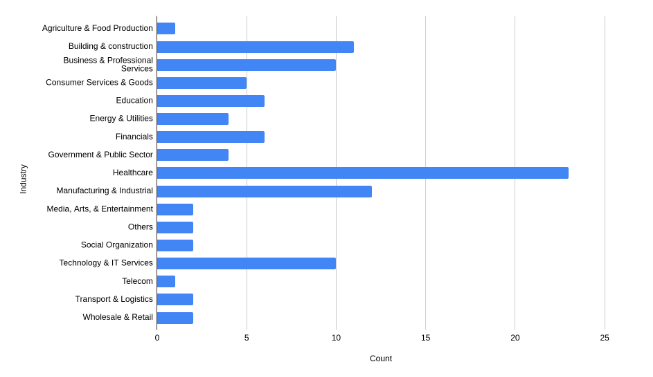 Agriculture & Food Production
Building & construction
Business & Professional
Services
Consumer Services & Goods
Education
Energy & Utilities
Financials
Government & Public Sector
Healthcare
Manufacturing & Industrial
Media, Arts, & Entertainment
Others
Social Organization
Technology & IT Services
Telecom
Transport & Logistics
Wholesale & Retail
Industry
0 5 10 15 20 25
Count